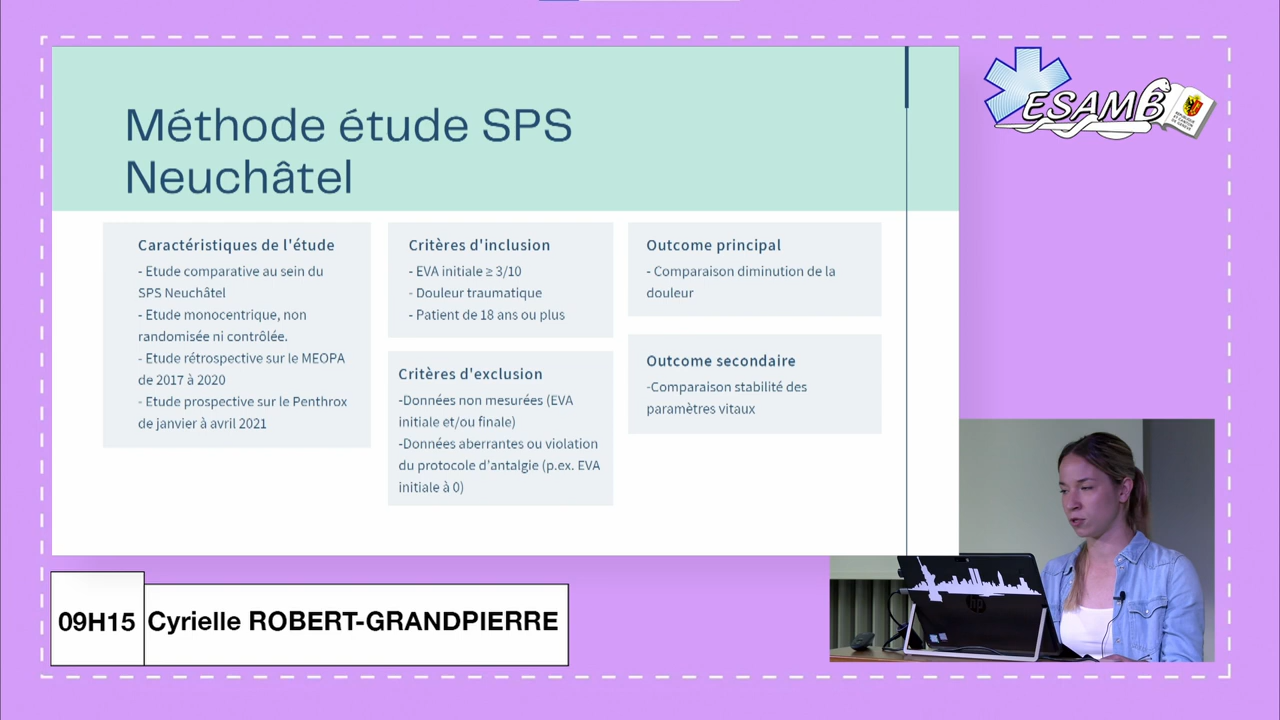 Méthode étude SPS
Neuchâtel
Caractéristiques de l'étude
- Etude comparative au sein du
SPS Neuchâtel
- Etude monocentrique, non
randomisée ni contrôlée.
- Etude rétrospective sur le MEOPA
de 2017 à 2020
- Etude prospective sur le Penthrox
de janvier à avril 2021
Critères d'inclusion
- EVA initiale ≥ 3/10
- Douleur traumatique
- Patient de 18 ans ou plus
Critères d'exclusion
-Données non mesurées (EVA
initiale et/ou finale)
-Données aberrantes ou violation
du protocole d'antalgie (p.ex. EVA
initiale à 0)
Outcome principal
- Comparaison diminution de la
douleur
Outcome secondaire
-Comparaison stabilité des
paramètres vitaux
ESAMB
hp
09H15
Cyrielle ROBERT-GRANDPIERRE